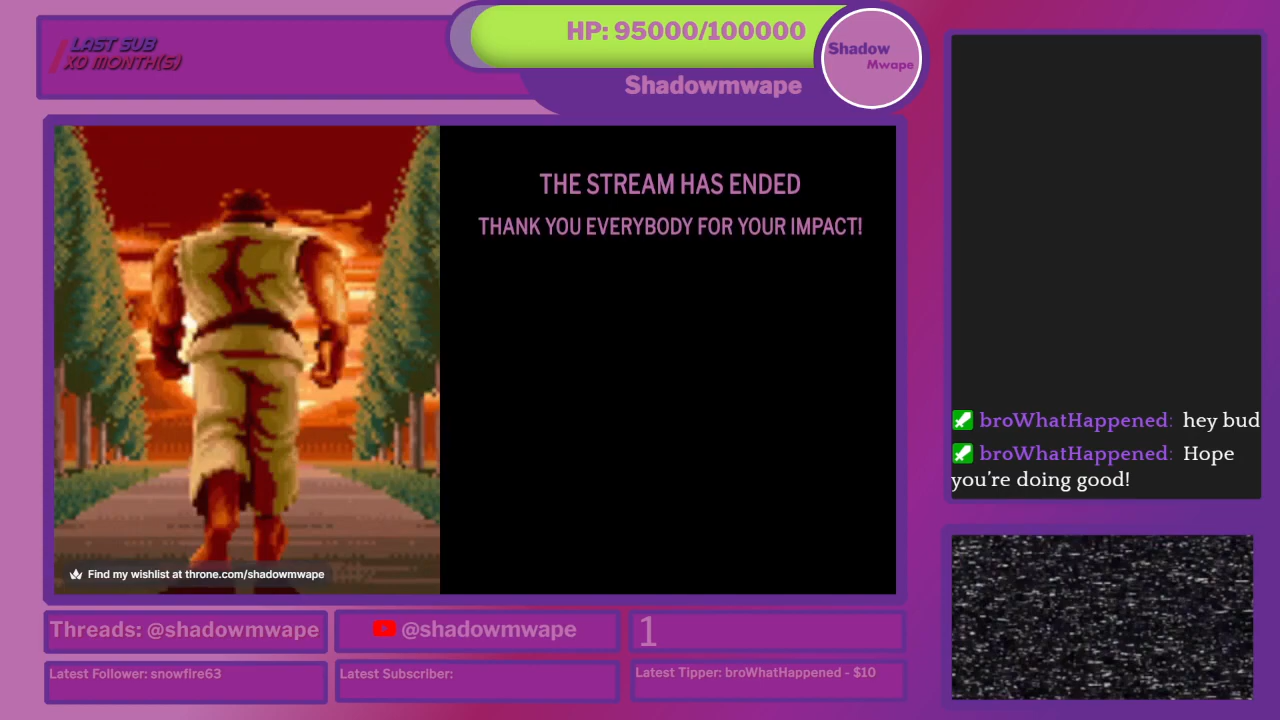 LAST SUB
X0 MONTH(S)
HP: 95000/100000
Shadowmwape
Shadow
Mwape
THE STREAM HAS ENDED
THANK YOU EVERYBODY FOR YOUR IMPACT!
Find my wishlist at throne.com/shadowmwape
broWhatHappened: hey bud
broWhatHappened: Hope
you're doing good!
Threads: @shadowmwape
@shadowmwape
1
Latest Follower: snowfire63
Latest Subscriber:
Latest Tipper: broWhatHappened - $10